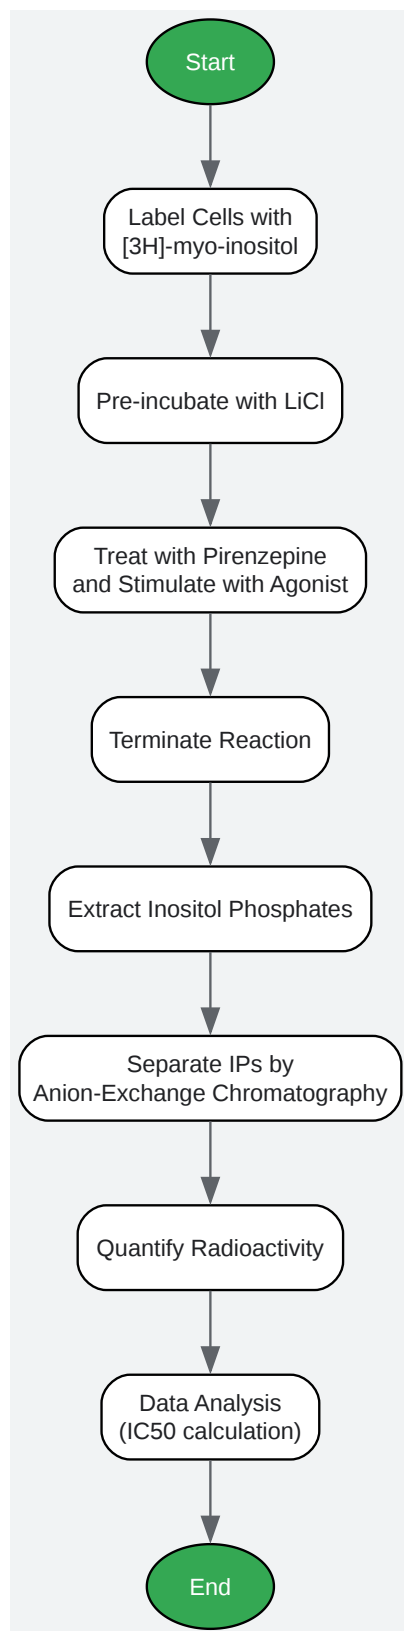 Start
Label Cells with
[3H]-myo-inositol
Pre-incubate with LiCl
Treat with Pirenzepine
and Stimulate with Agonist
Terminate Reaction
Extract Inositol Phosphates
Separate IPs by
Anion-Exchange Chromatography
Quantify Radioactivity
Data Analysis
(IC50 calculation)
End